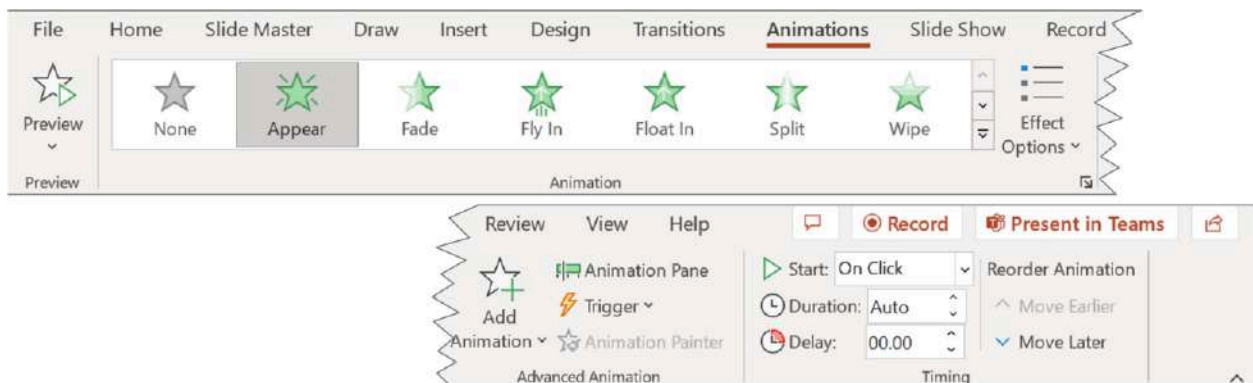 File Home Slide Master Draw Insert Design Transitions Animations Slide Show Record
Preview
None Appear Fade Fly In Float In Split Wipe
Effect
Options
Preview Animation
Review View Help Record Present in Teams
Add
Animation
Animation Pane
Trigger
Animation Painter
Advanced Animation
Start: On Click
Duration: Auto
Delay: 00.00
Reorder Animation
Move Earlier
Move Later
Timing